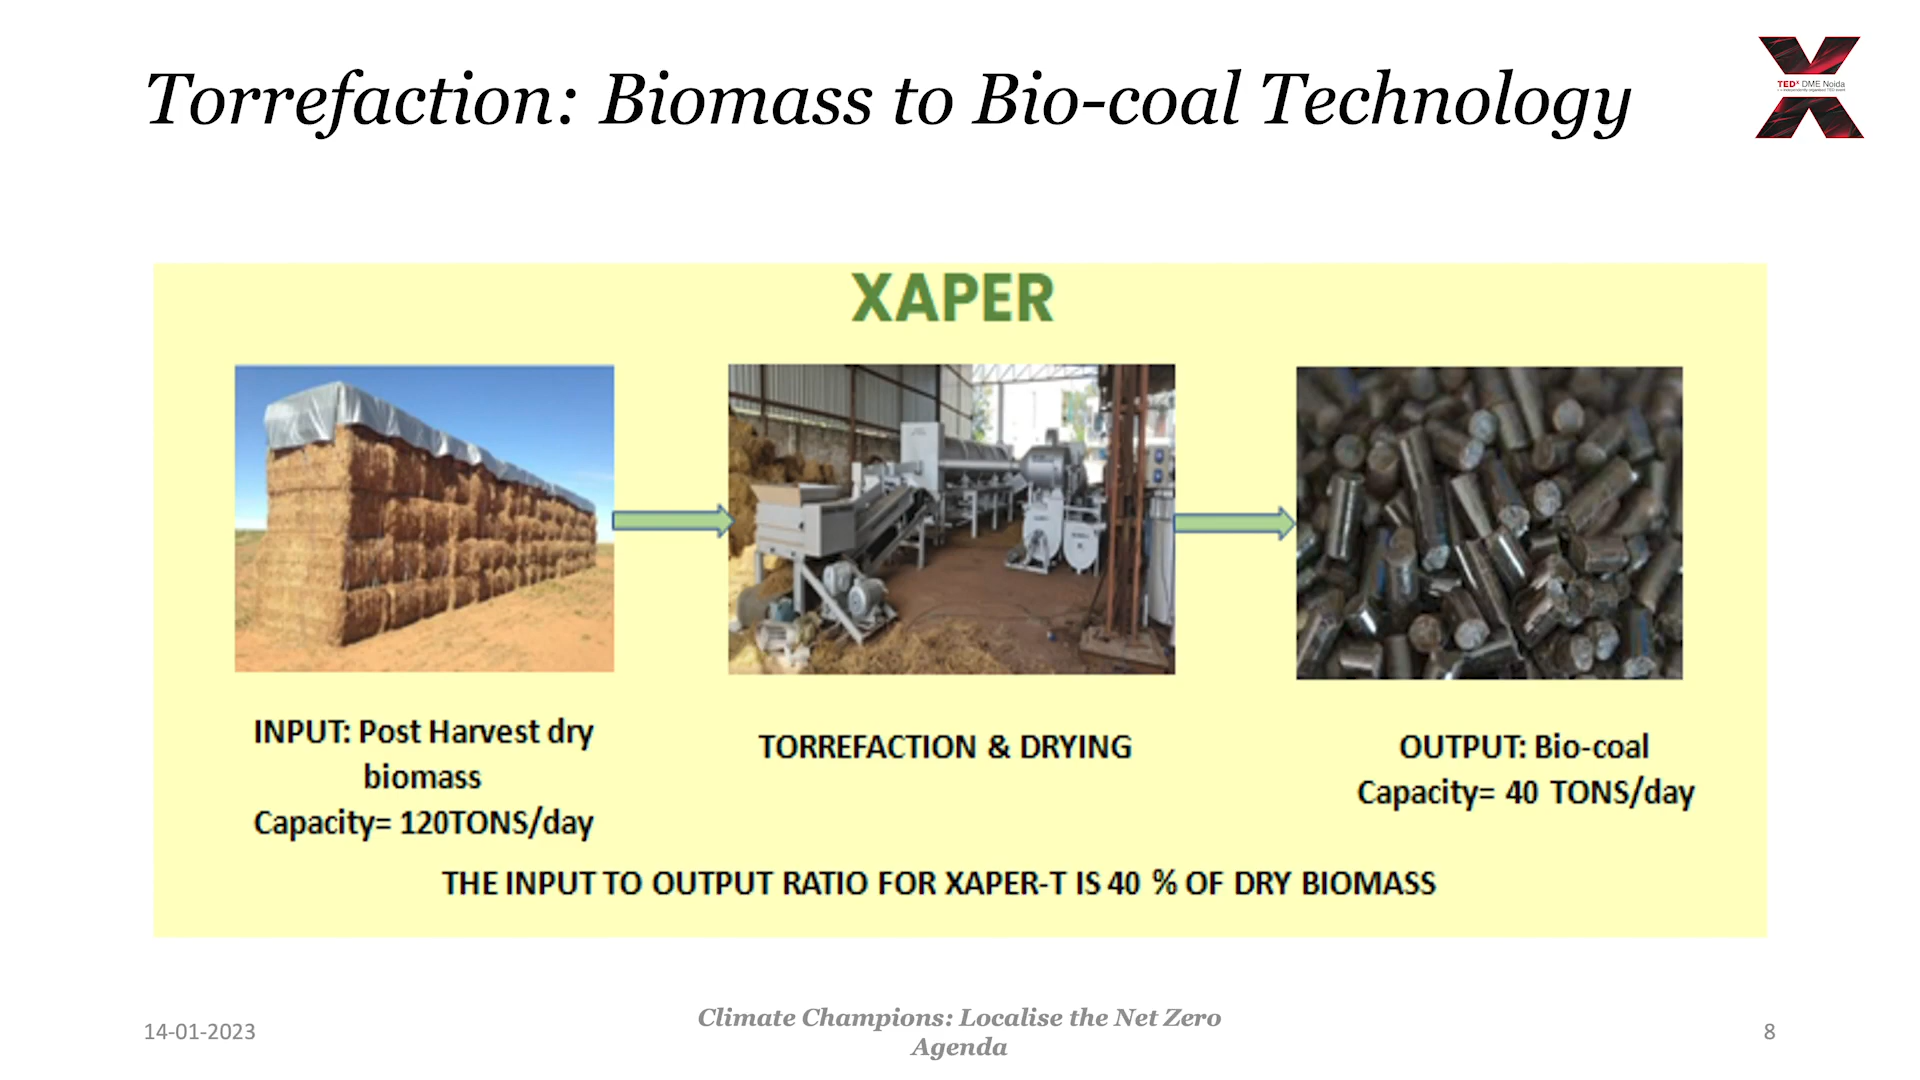 Torrefaction: Biomass to Bio-coal Technology
TEDx DME Noida
XAPER
INPUT: Post Harvest dry
biomass
Capacity= 120TONS/day
TORREFACTION & DRYING
OUTPUT: Bio-coal
Capacity= 40 TONS/day
THE INPUT TO OUTPUT RATIO FOR XAPER-T IS 40 % OF DRY BIOMASS
14-01-2023
Climate Champions: Localise the Net Zero
Agenda
8